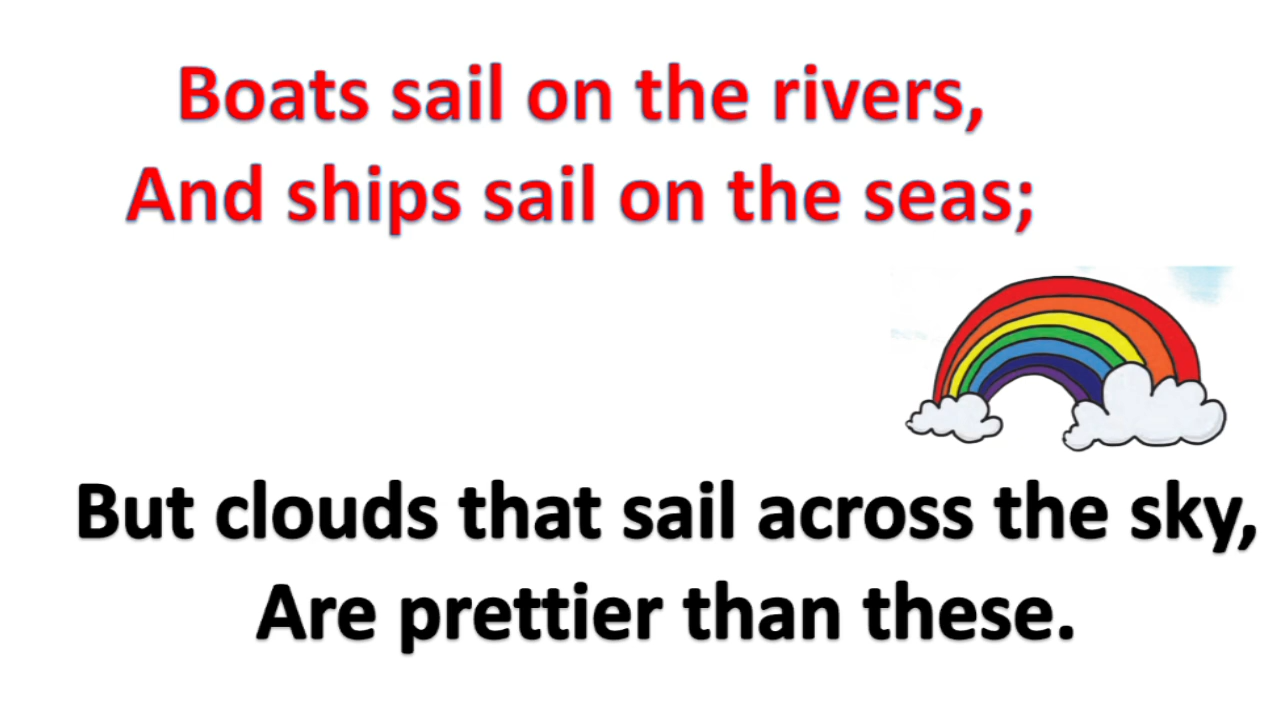 Boats sail on the rivers,
And ships sail on the seas;
But clouds that sail across the sky,
Are prettier than these.